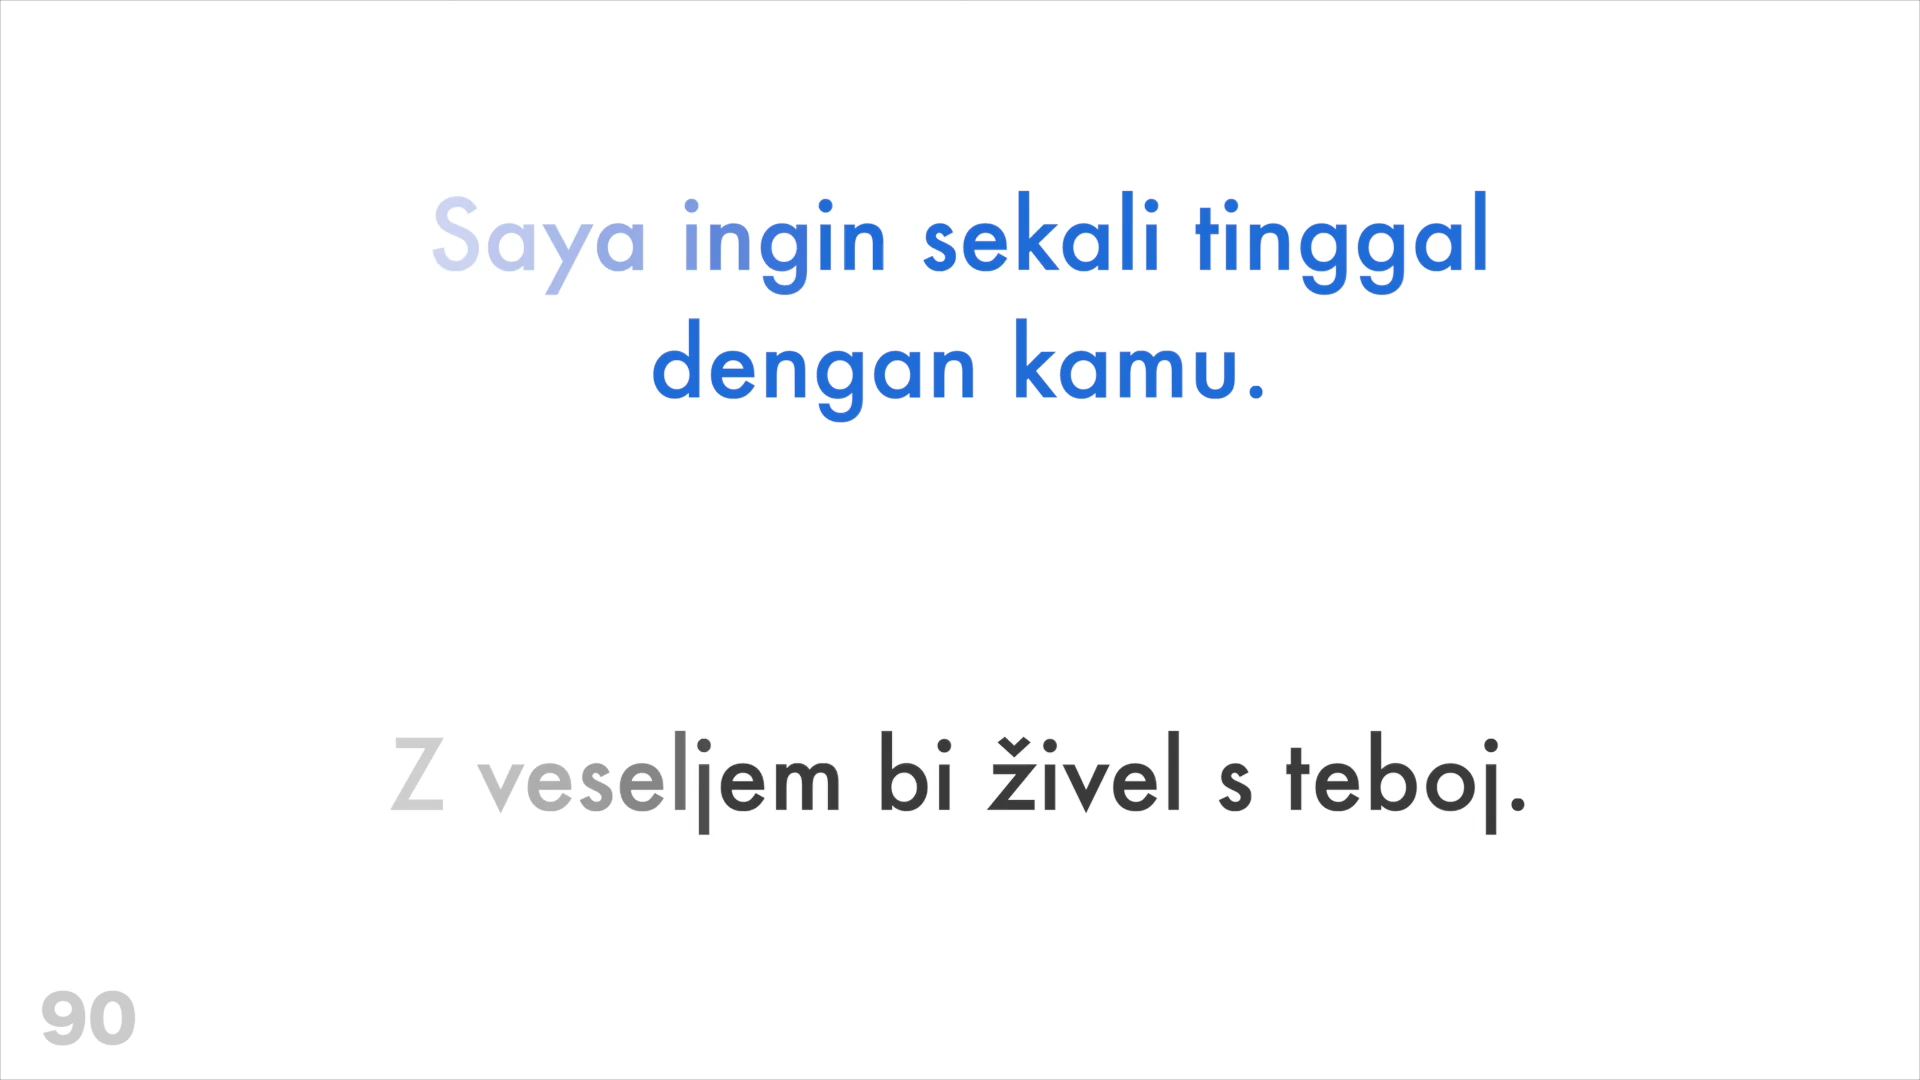 Saya ingin sekali tinggal
dengan kamu.
Z veseljem bi živel s teboj.
90